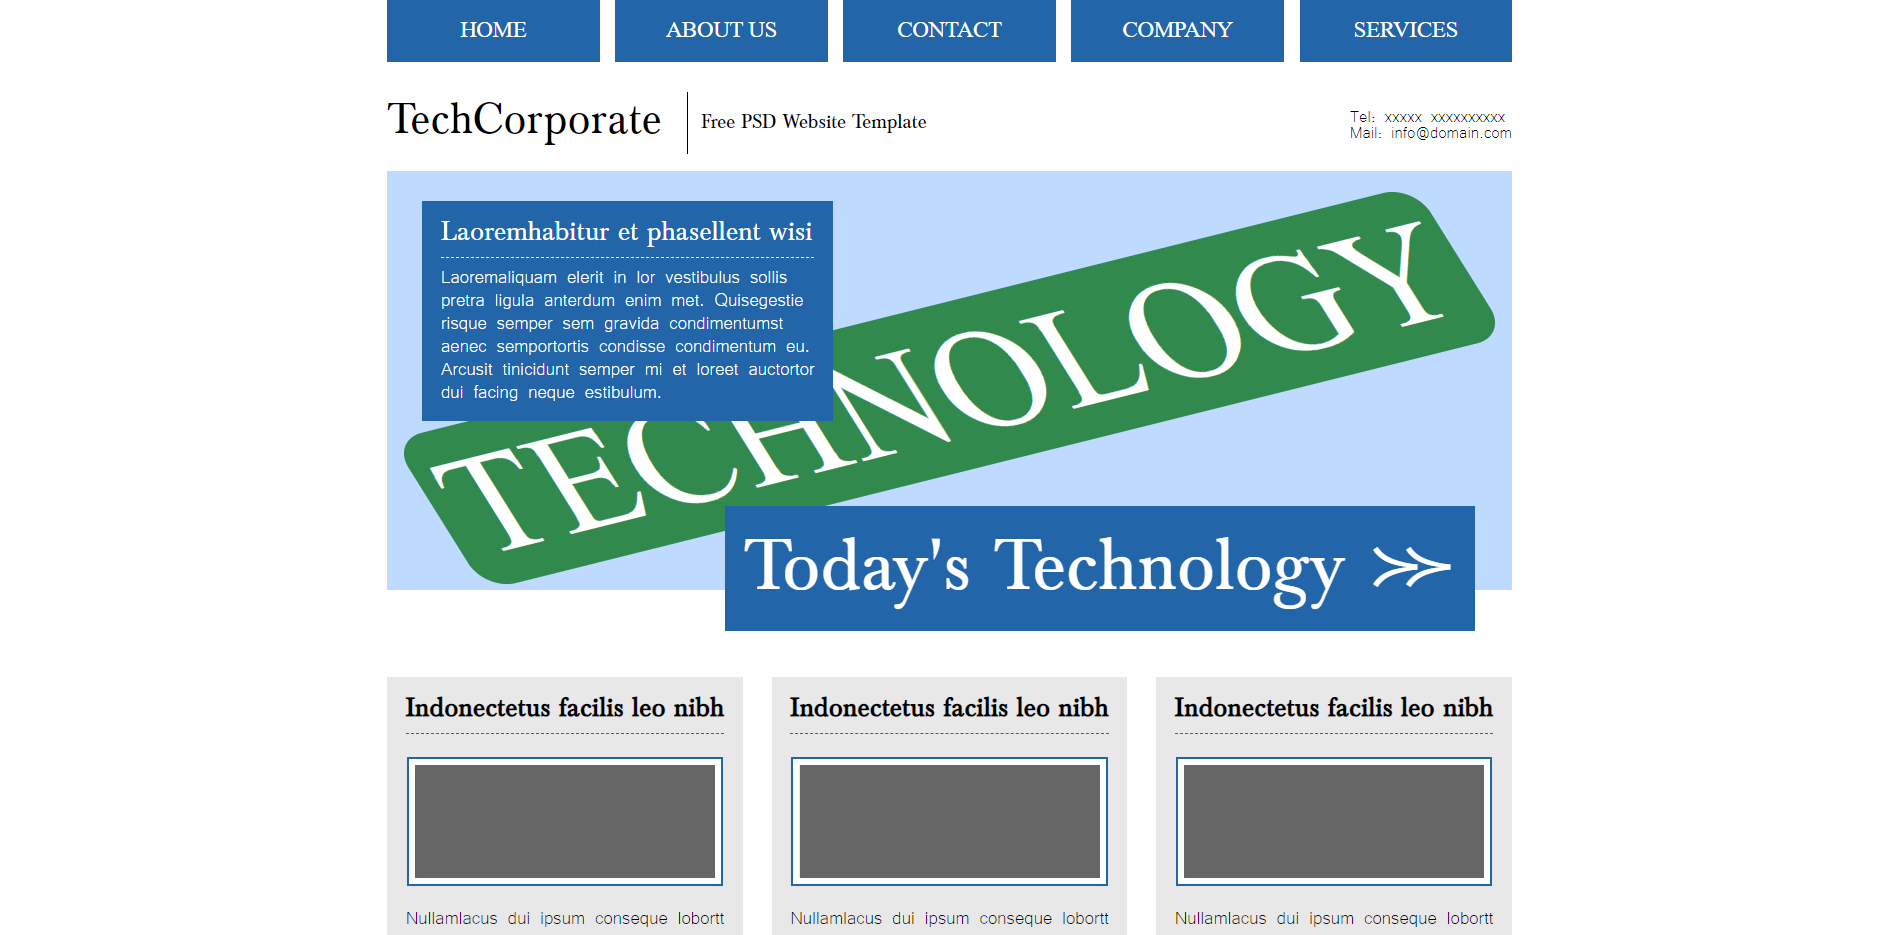 HOME ABOUT US CONTACT COMPANY SERVICES
TechCorporate
Free PSD Website Template
Tel: xxxxx xxxxxxxxxx
Mail: info@domain.com
Laoremhabitur et phasellent wisi
Laoremaliquam elerit in lor vestibulus sollis
pretra ligula anterdum enim met. Quisegestie
risque semper sem gravida condimentumst
aenec semportortis condisse condimentum eu.
Arcusit tinicidunt semper mi et loreet auctortor
dui facing neque estibulum.
TECHNOLOGY
Today's Technology
Indonectetus facilis leo nibh
Nullamlacus dui ipsum conseque lobortt
Indonectetus facilis leo nibh
Nullamlacus dui ipsum conseque lobortt
Indonectetus facilis leo nibh
Nullamlacus dui ipsum conseque lobortt